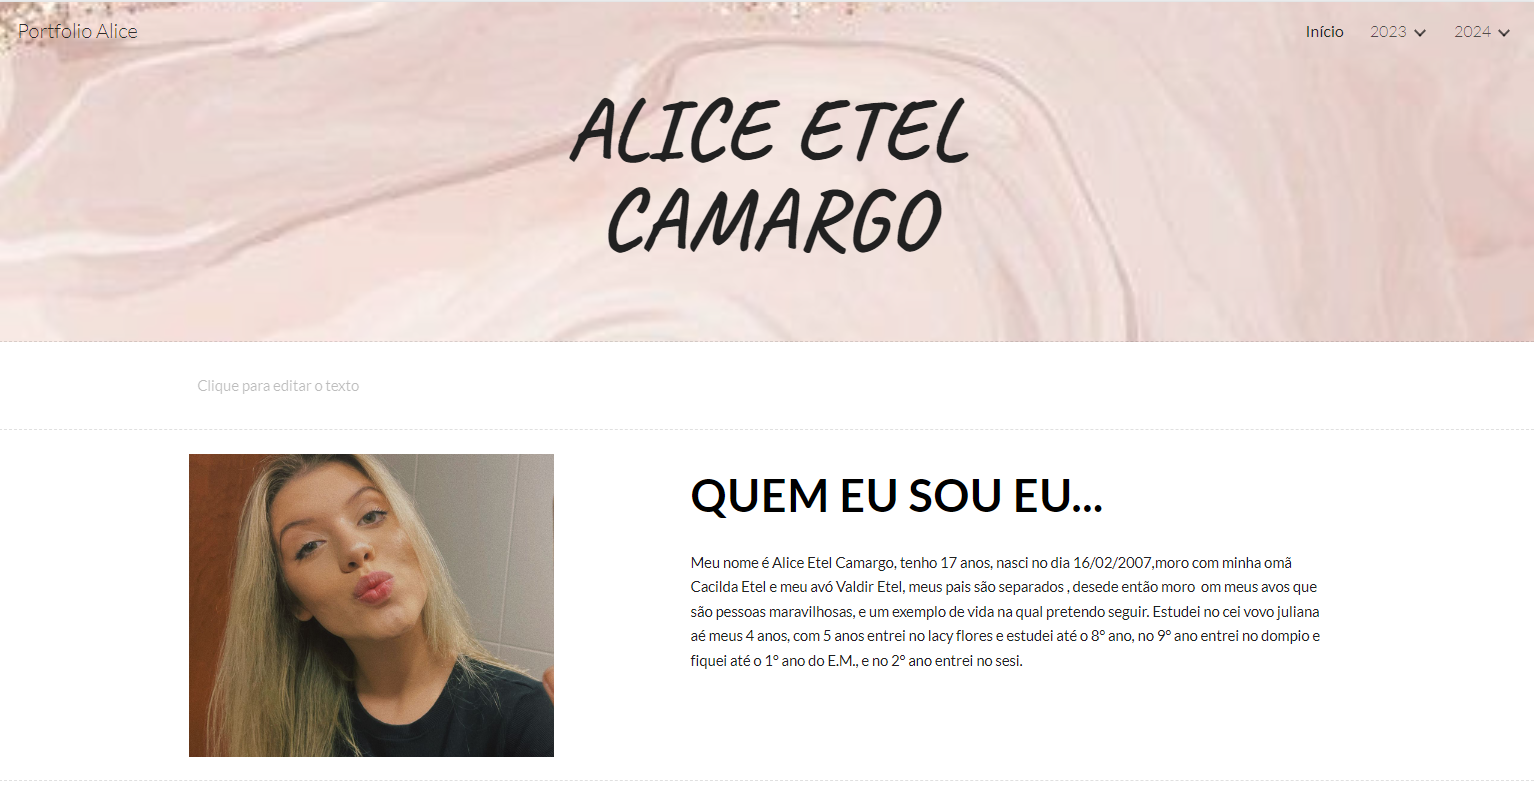 Portfolio Alice
Início
2023
2024
ALICE ETEL
CAMARGO
Clique para editar o texto
QUEM EU SOU EU...
Meu nome é Alice Etel Camargo, tenho 17 anos, nasci no dia 16/02/2007,moro com minha omã
Cacilda Etel e meu avó Valdir Etel, meus pais são separados , desede então moro  om meus avos que
são pessoas maravilhosas, e um exemplo de vida na qual pretendo seguir. Estudei no cei vovo juliana
aé meus 4 anos, com 5 anos entrei no lacy flores e estudei até o 8° ano, no 9° ano entrei no dompio e
fiquei até o 1° ano do E.M., e no 2° ano entrei no sesi.